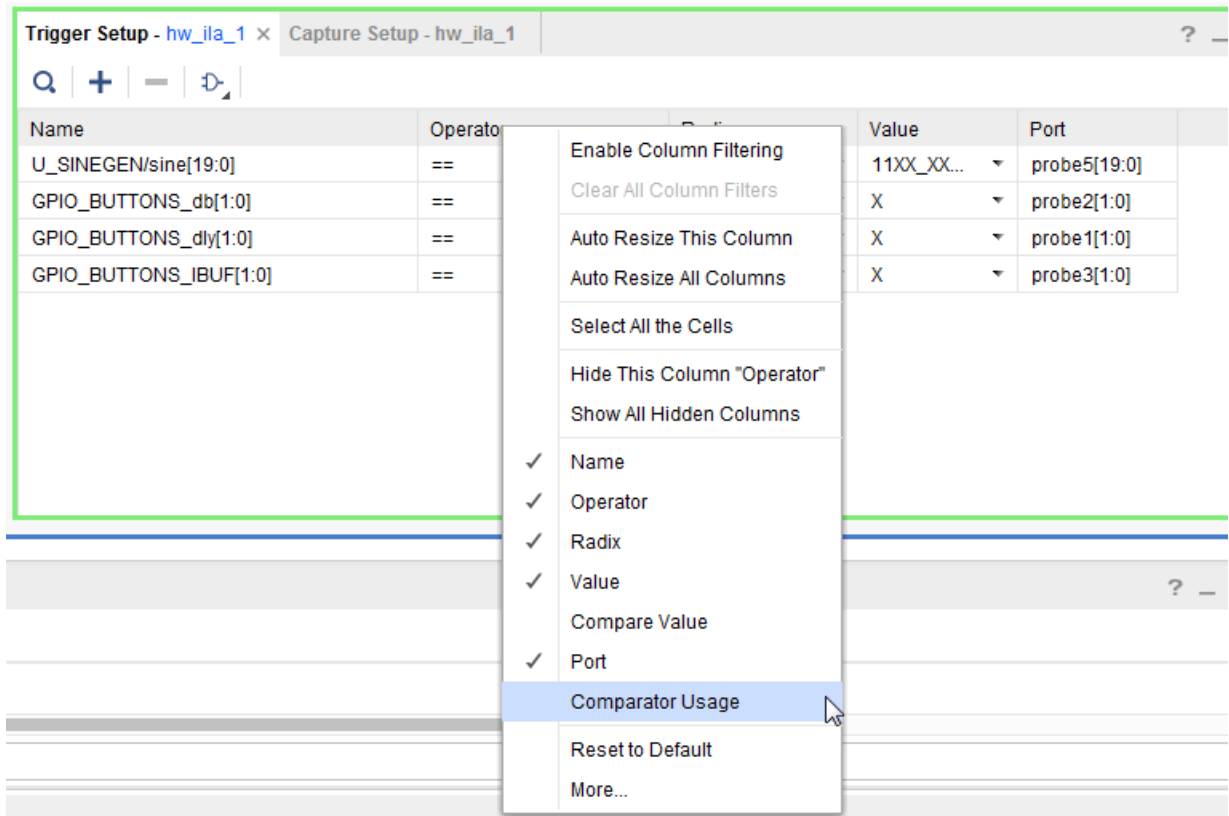 Trigger Setup - hw_ila_1 × Capture Setup - hw_ila_1 ? _
Name Operato Value Port
U_SINEGEN/sine[19:0] == 11XX_XX... probe5[19:0]
GPIO_BUTTONS_db[1:0] == X probe2[1:0]
GPIO_BUTTONS_dly[1:0] == X probe1[1:0]
GPIO_BUTTONS_IBUF[1:0] == X probe3[1:0]
Enable Column Filtering
Clear All Column Filters
Auto Resize This Column
Auto Resize All Columns
Select All the Cells
Hide This Column "Operator"
Show All Hidden Columns
✓ Name
✓ Operator
✓ Radix
✓ Value
Compare Value
✓ Port
Comparator Usage
Reset to Default
More...
? _